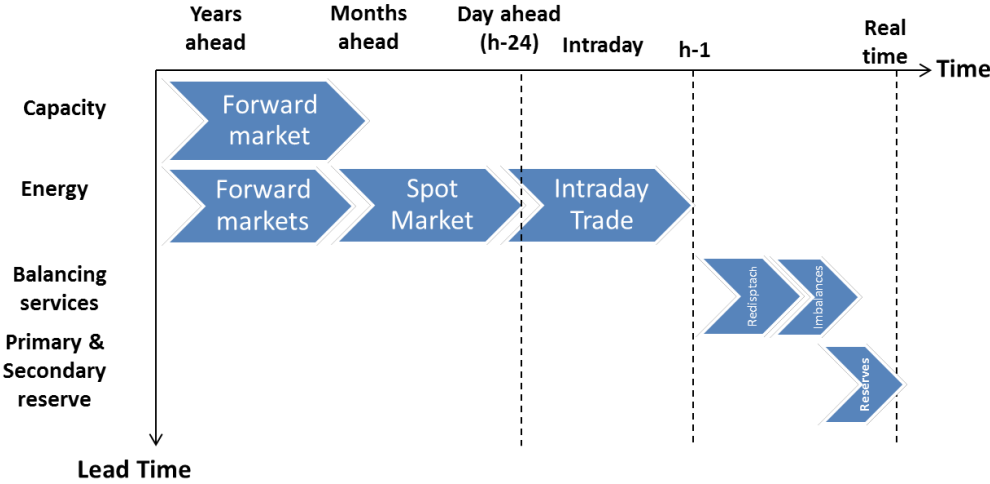 Years
ahead
Months
ahead
Day ahead
(h-24)
Intraday
h-1
Real
time
Time
Capacity
Forward
market
Energy
Forward
markets
Spot
Market
Intraday
Trade
Balancing
services
Redisptach
Imbalances
Primary &
Secondary
reserve
Reserves
Lead Time